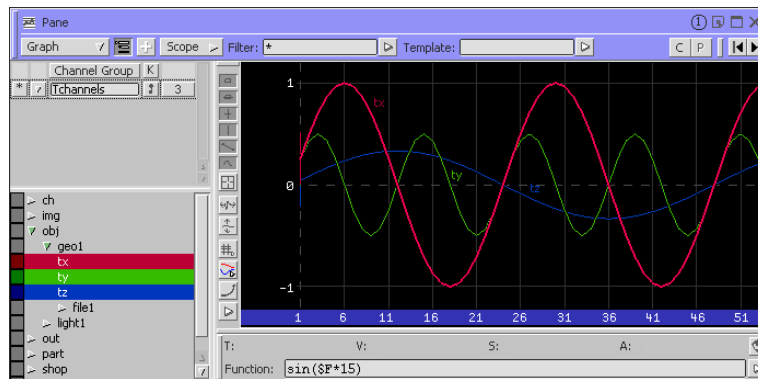 Pane
1
Graph Scope Filter: * Template: C P
Channel Group K
* Tchannels 3
ch
img
obj
geo1
tx
ty
tz
file1
light1
out
part
shop
1
0
-1
tx
ty
tz
1 6 11 16 21 26 31 36 41 46 51
T: V: S: A:
Function: sin($F*15)